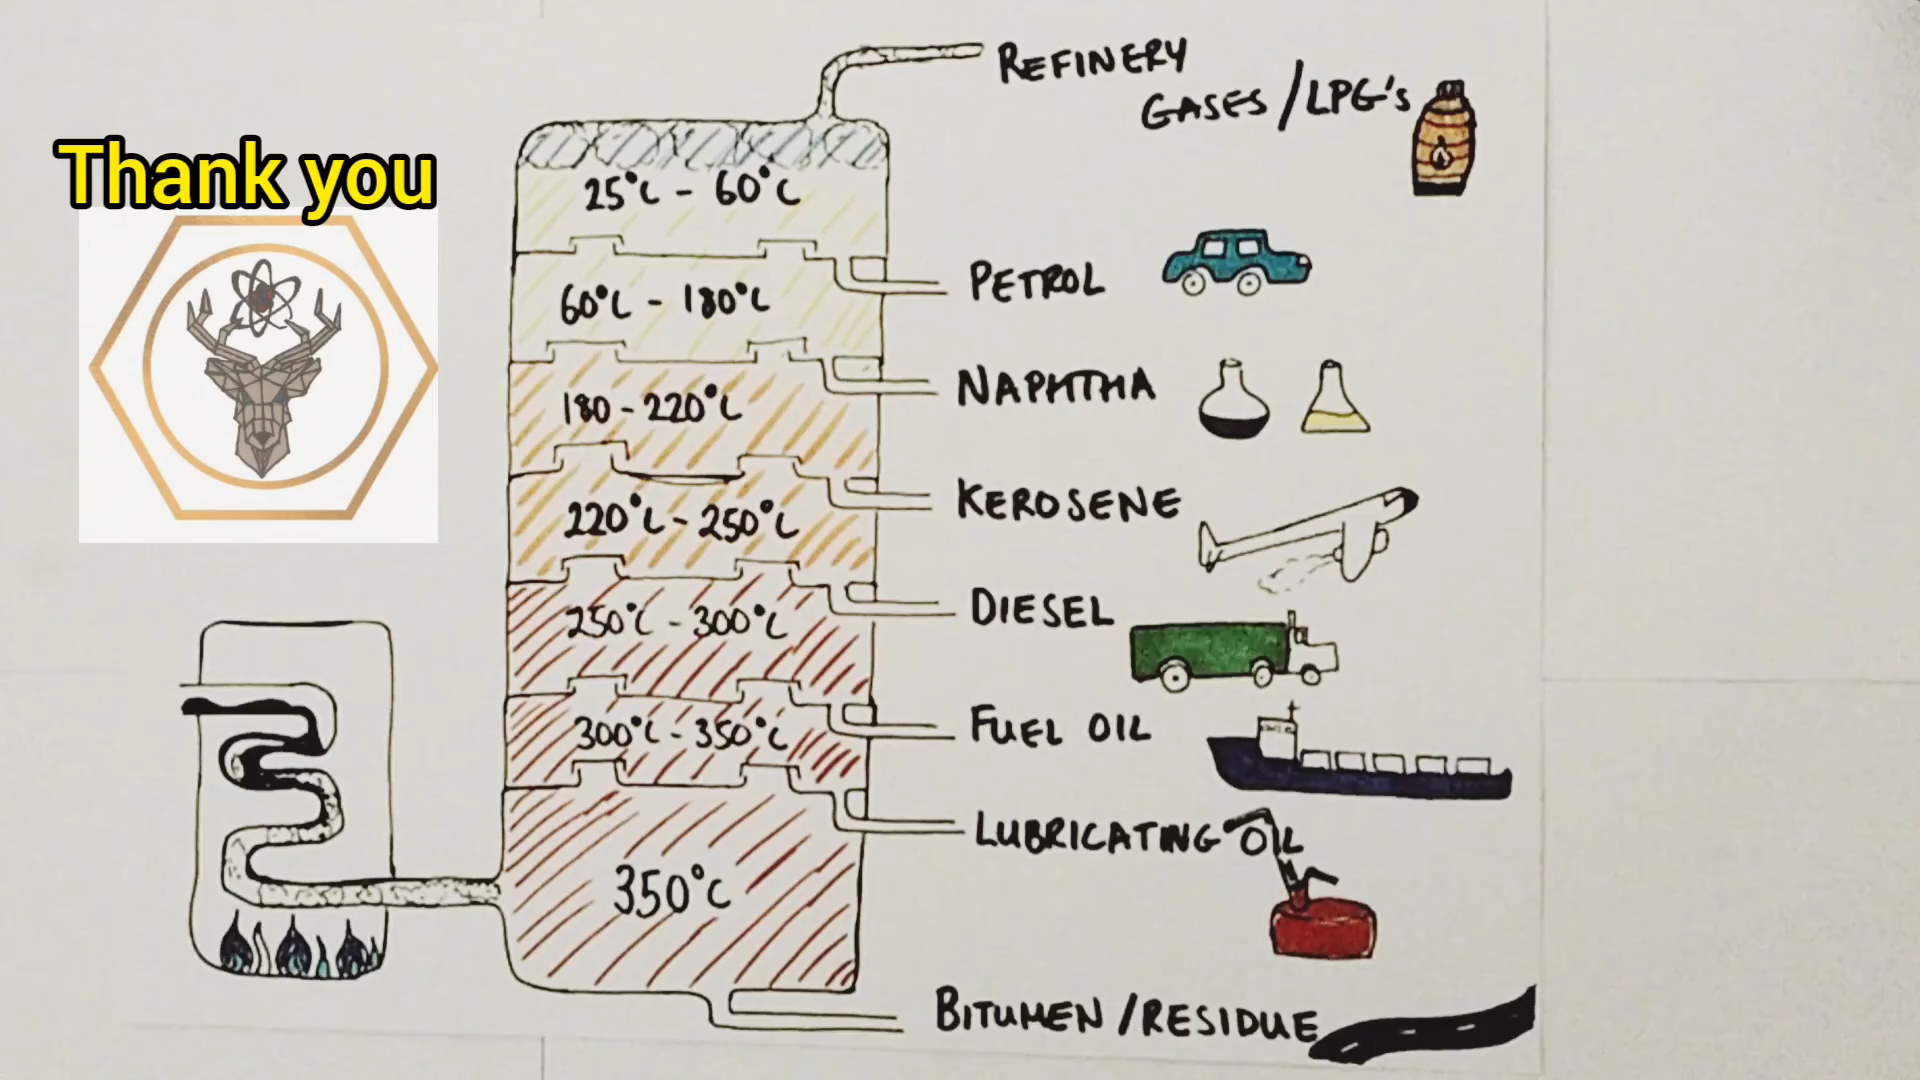 REFINERY
GASES/LPG's
Thank you
25°C - 60°C
PETROL
60°C - 180°C
NAPHTHA
180-220°C
KEROSENE
220°C-250°C
DIESEL
250°C-300°C
FUEL OIL
300°C-350°C
LUBRICATING OIL
350°C
BITUMEN/RESIDUE